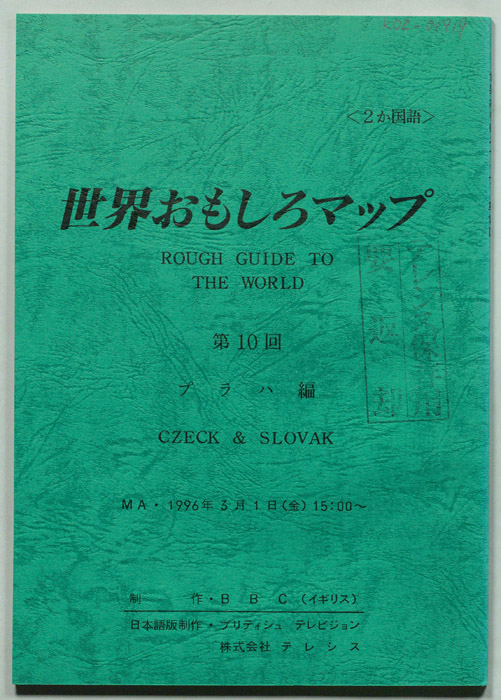 ＜2か国語＞
世界おもしろマップ
ROUGH GUIDE TO
THE WORLD
第10回
プラハ編
CZECK & SLOVAK
MA・1996年3月1日(金)15:00～
制作・BBC(イギリス)
日本語版制作・ブリティシュ テレビジョン
株式会社テレシス